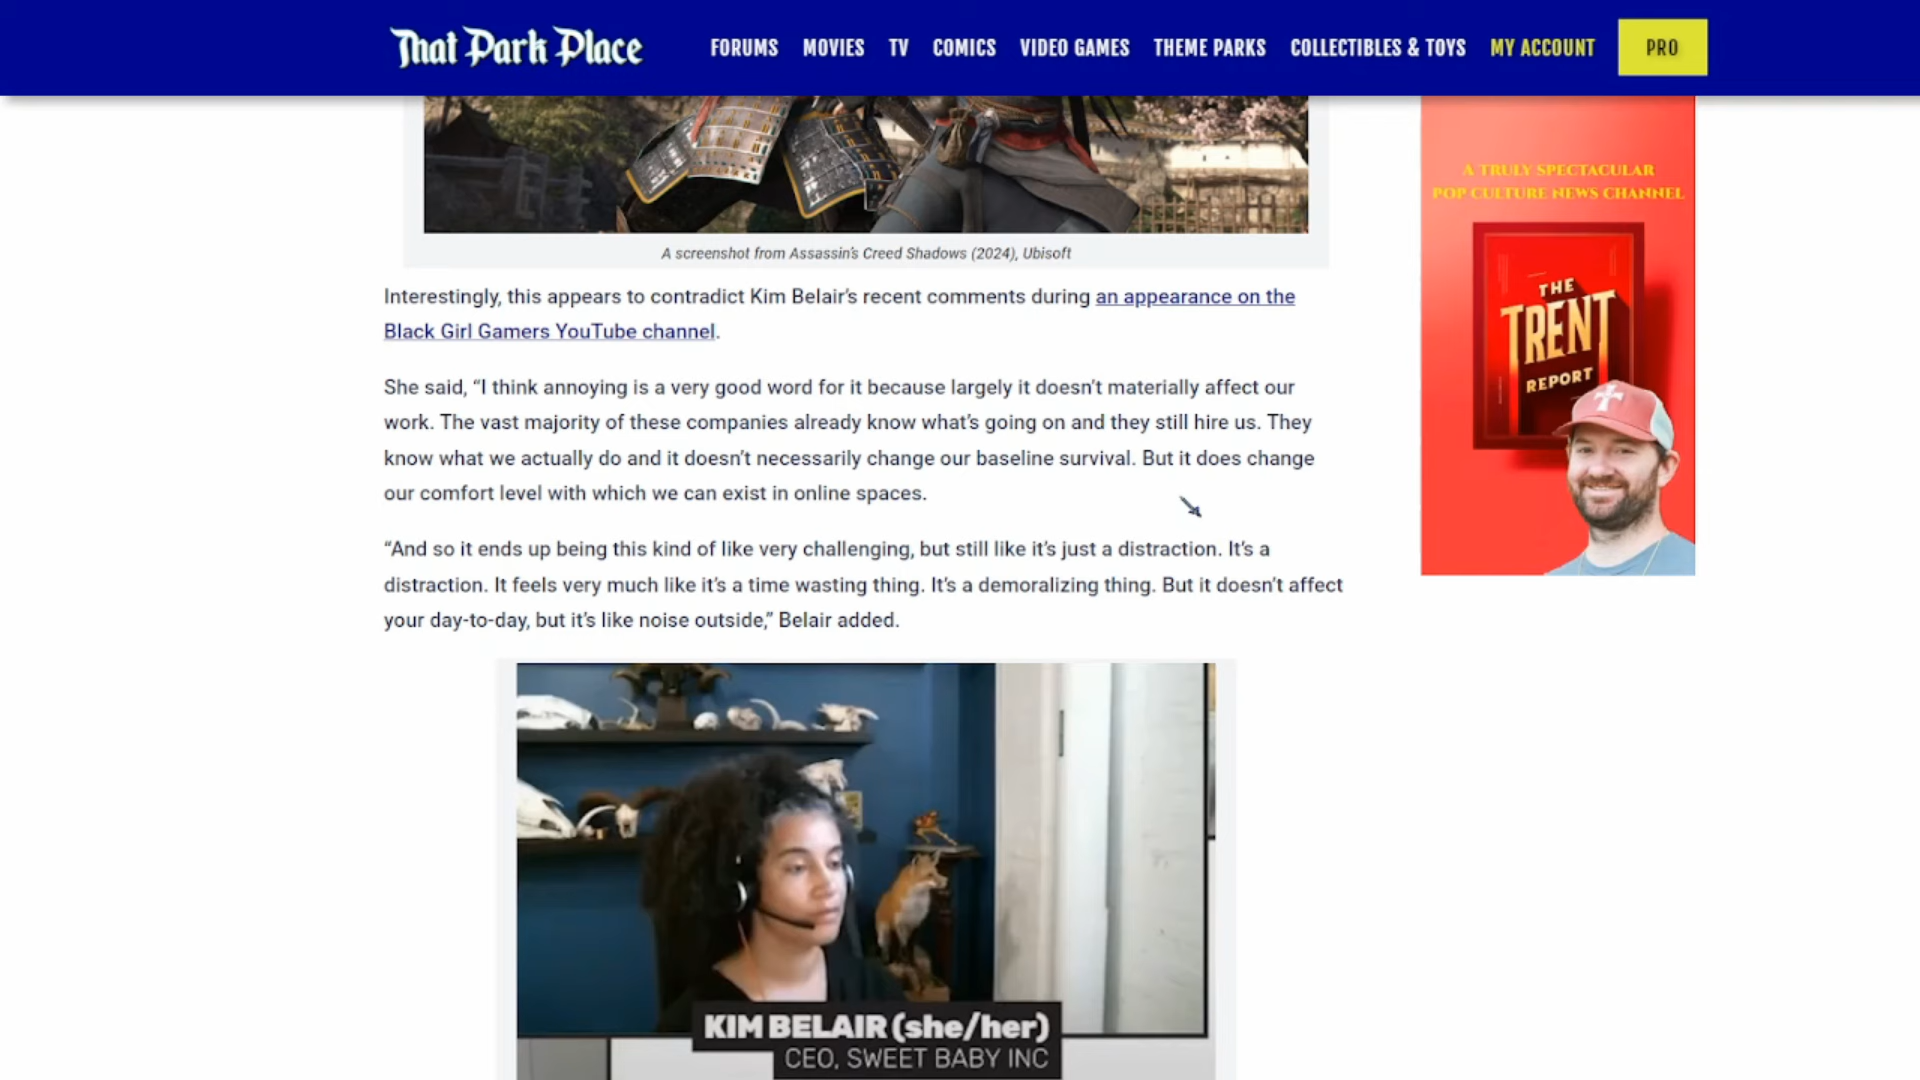 That Park Place
FORUMS MOVIES TV COMICS VIDEO GAMES THEME PARKS COLLECTIBLES & TOYS MY ACCOUNT PRO
A screenshot from Assassin's Creed Shadows (2024), Ubisoft
Interestingly, this appears to contradict Kim Belair's recent comments during an appearance on the
Black Girl Gamers YouTube channel.
She said, “I think annoying is a very good word for it because largely it doesn't materially affect our
work. The vast majority of these companies already know what's going on and they still hire us. They
know what we actually do and it doesn't necessarily change our baseline survival. But it does change
our comfort level with which we can exist in online spaces.
“And so it ends up being this kind of like very challenging, but still like it's just a distraction. It's a
distraction. It feels very much like it's a time wasting thing. It's a demoralizing thing. But it doesn't affect
your day-to-day, but it's like noise outside,” Belair added.
KIM BELAIR (she/her)
CEO, SWEET BABY INC
A TRULY SPECTACULAR
POP CULTURE NEWS CHANNEL
THE
TRENT
REPORT